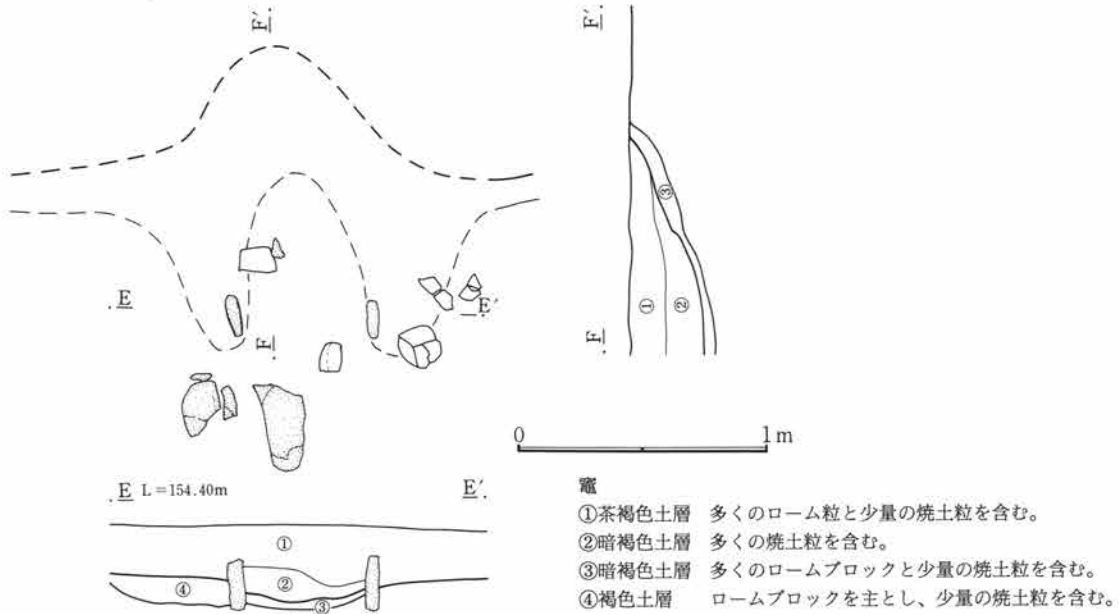 F′
F′
E
E′
F
F
①
②
③
0 1m
E L=154.40m E′
①
②
③
④
竈
①茶褐色土層 多くのローム粒と少量の焼土粒を含む。
②暗褐色土層 多くの焼土粒を含む。
③暗褐色土層 多くのロームブロックと少量の焼土粒を含む。
④褐色土層 ロームブロックを主とし、少量の焼土粒を含む。